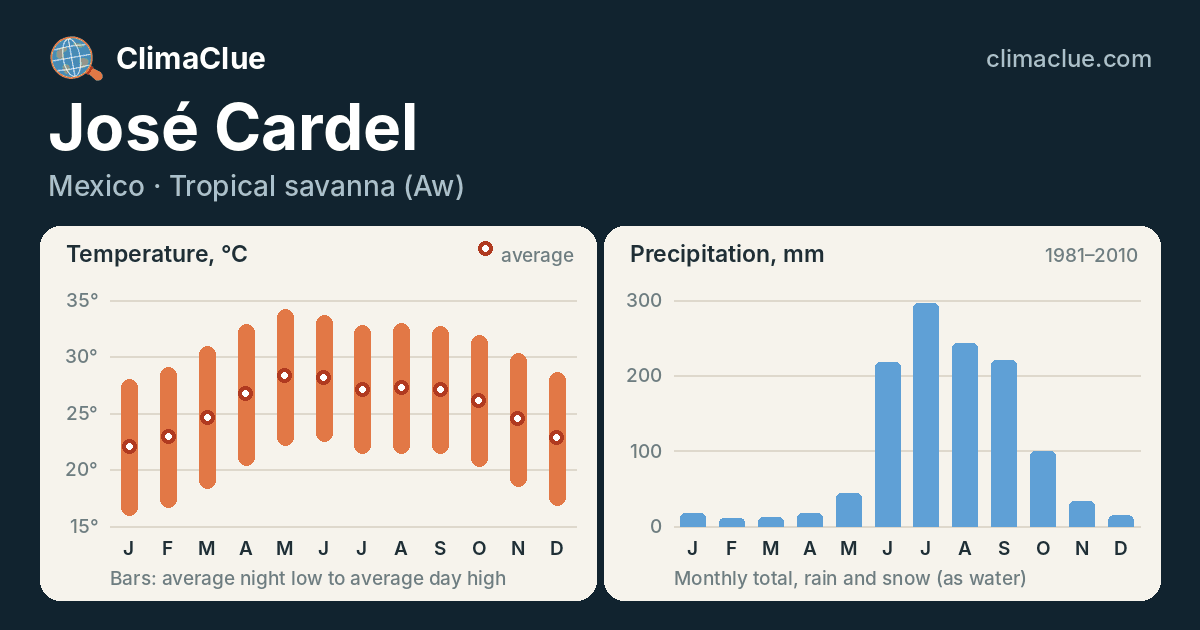 ClimaClue
climaclue.com
José Cardel
Mexico · Tropical savanna (Aw)
Temperature, °C
average
35°
30°
25°
20°
15°
J F M A M J J A S O N D
Bars: average night low to average day high
Precipitation, mm
1981–2010
300
200
100
0
J F M A M J J A S O N D
Monthly total, rain and snow (as water)